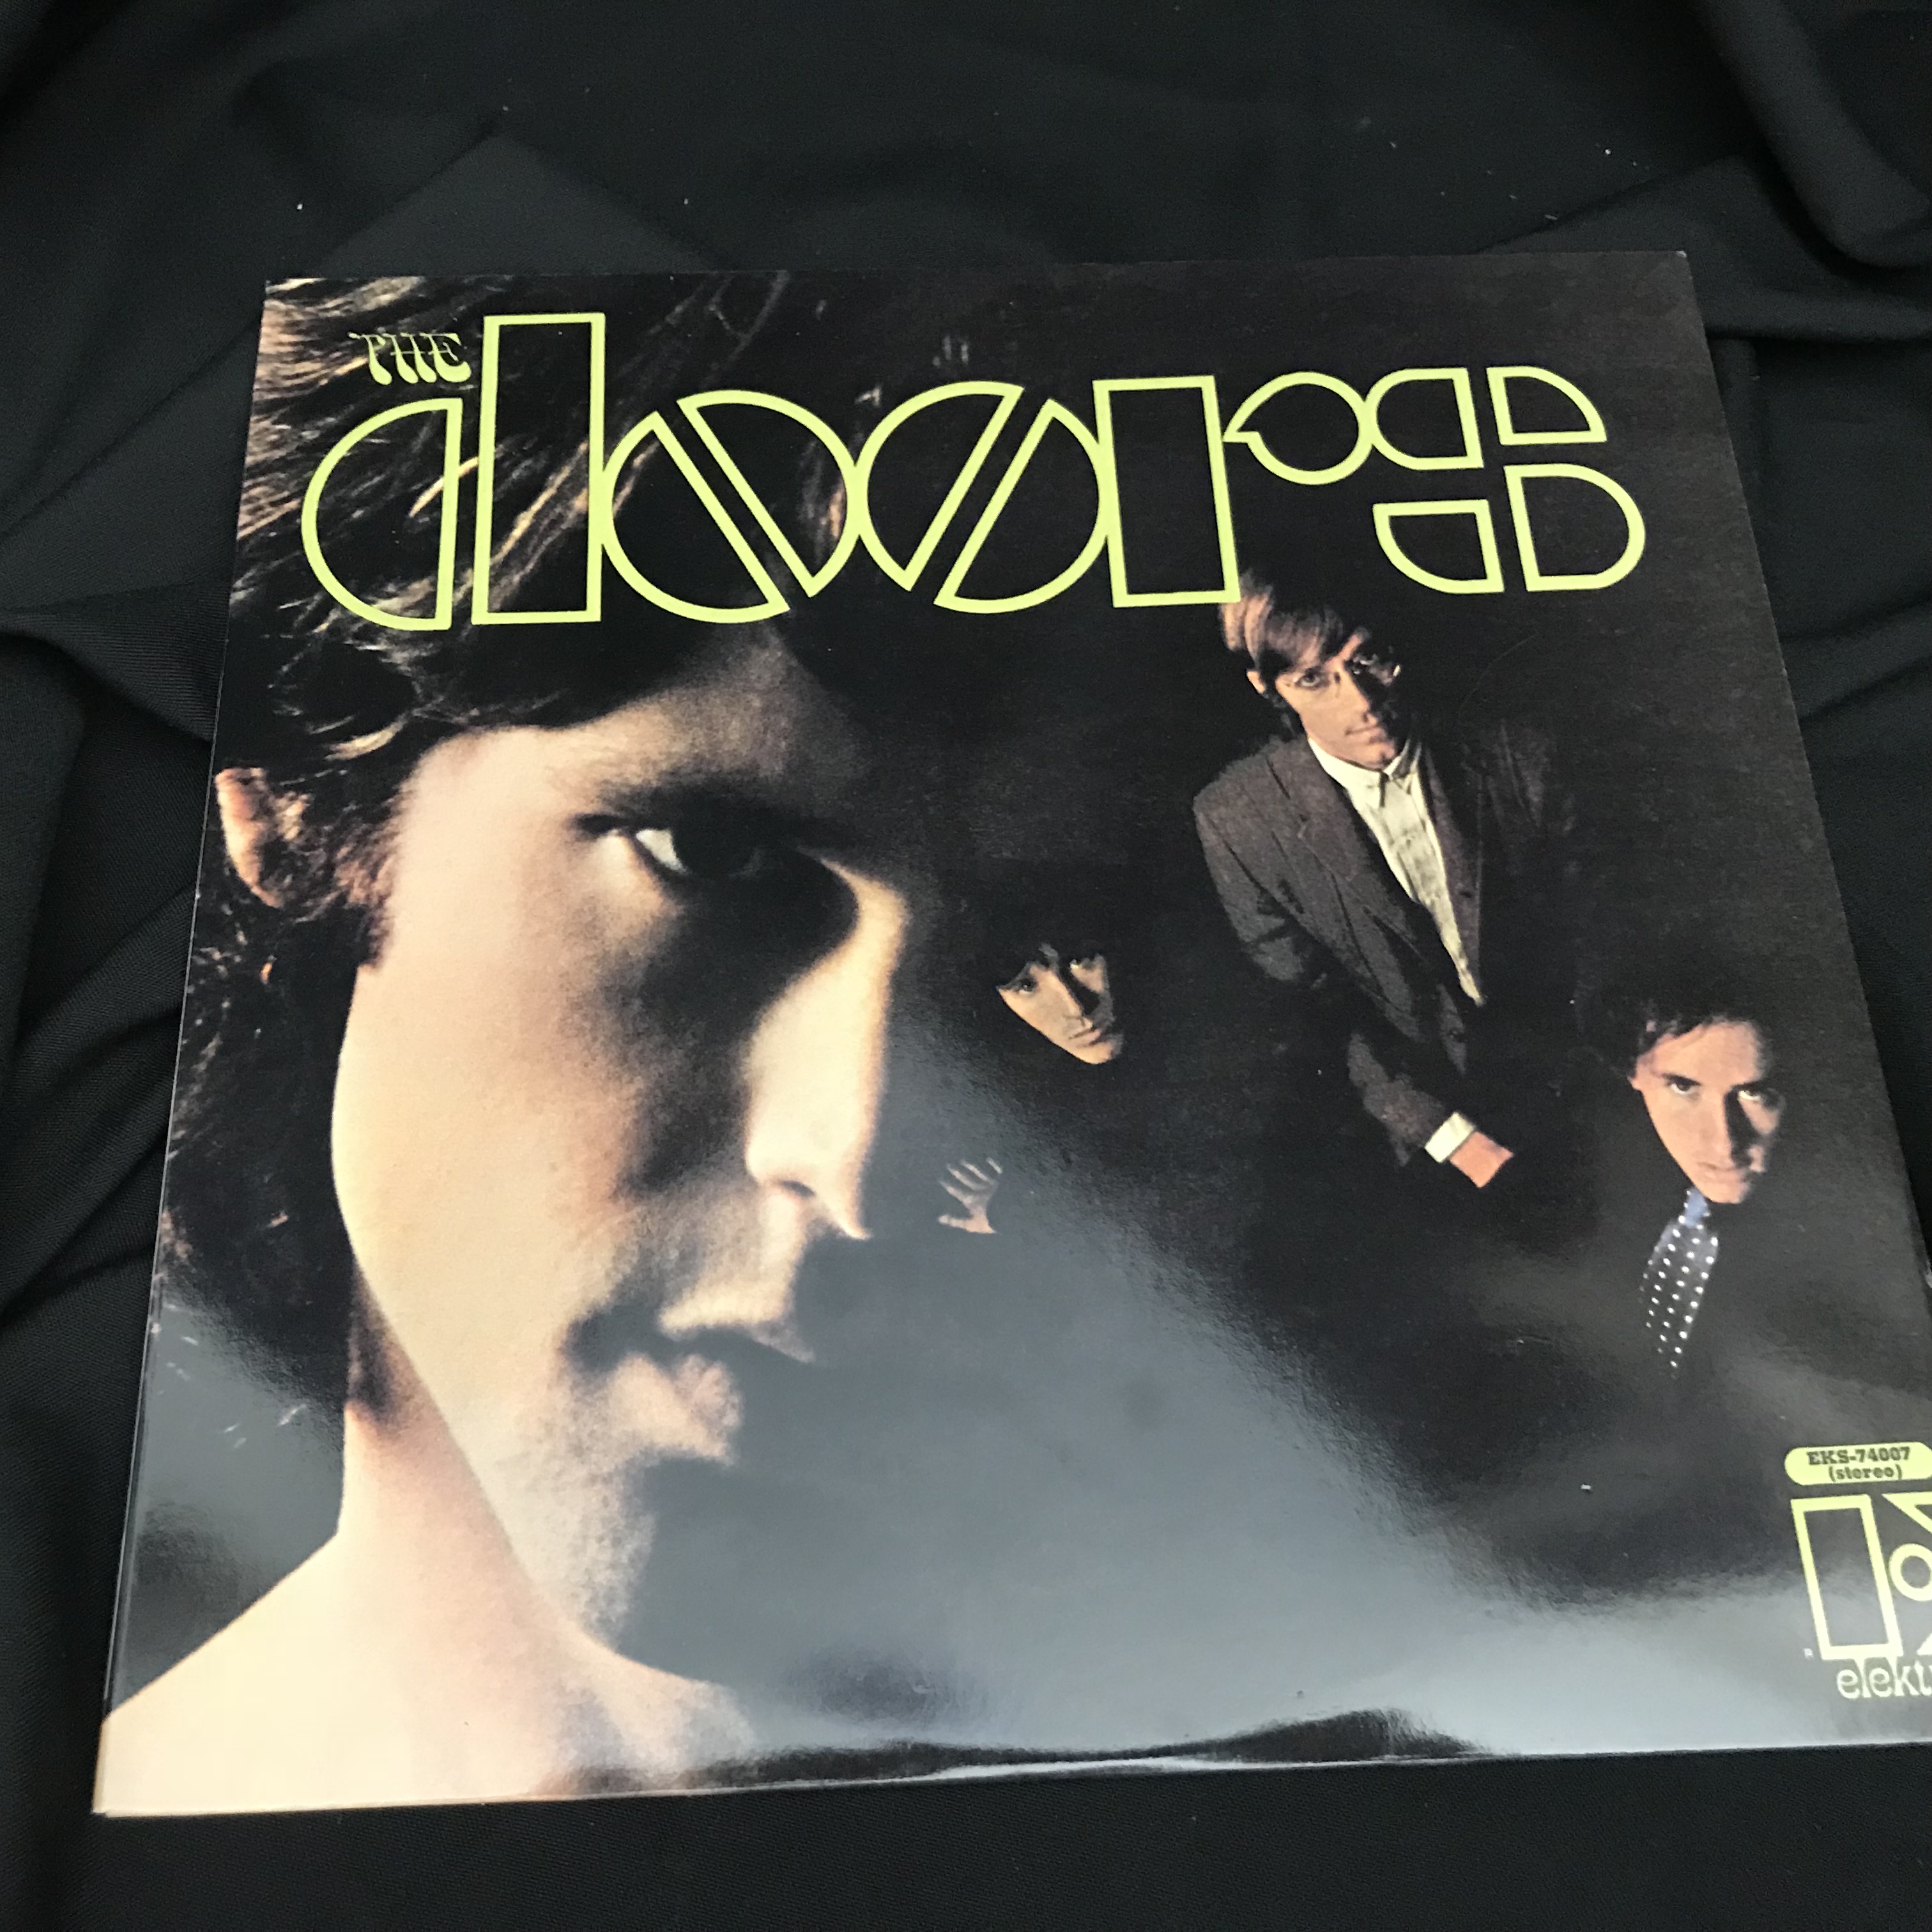 THE
doors
EKS-74007
(stereo)
R
elekt